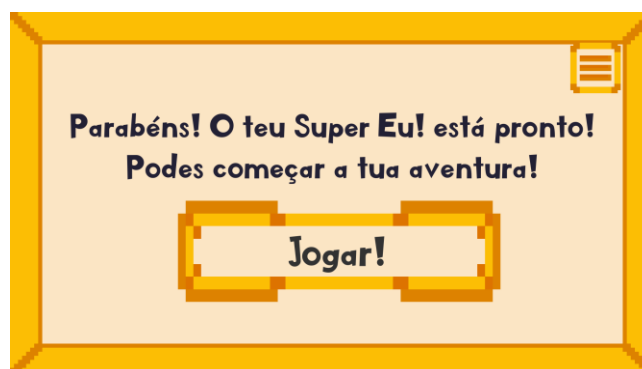 Parabéns! O teu Super Eu! está pronto!
Podes começar a tua aventura!
Jogar!